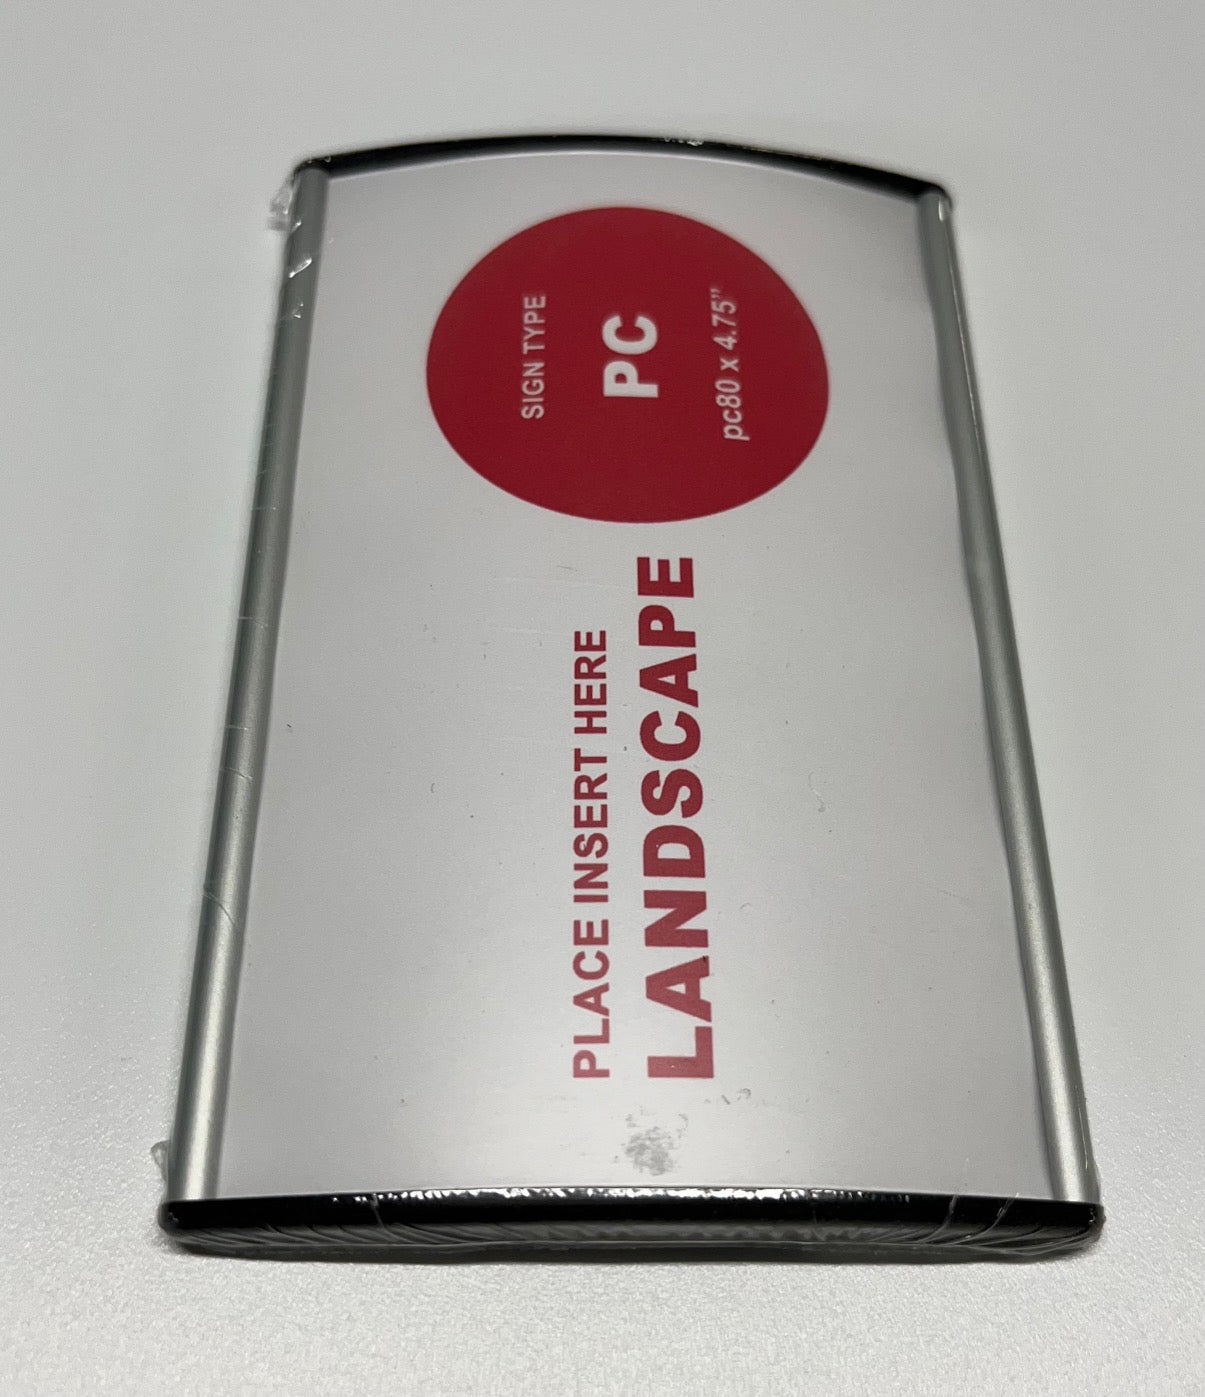 PLACE INSERT HERE
LANDSCAPE
SIGN TYPE
PC
pc80 x 4.75"